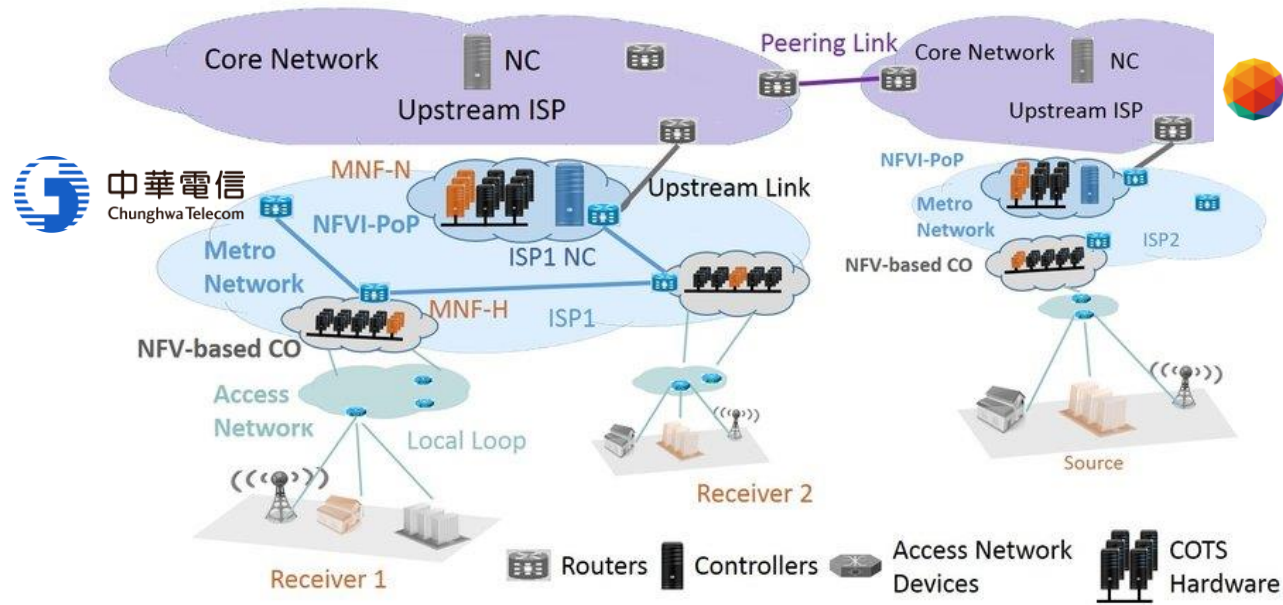 Core Network
NC
Upstream ISP
Peering Link
Core Network
NC
Upstream ISP
中華電信
Chunghwa Telecom
MNF-N
NFVI-PoP
ISP1 NC
Upstream Link
Metro
Network
MNF-H
ISP1
NFV-based CO
Access
Network
Local Loop
Receiver 1
Receiver 2
NFVI-PoP
Metro
Network
ISP2
NFV-based CO
Source
Routers
Controllers
Access Network
Devices
COTS
Hardware